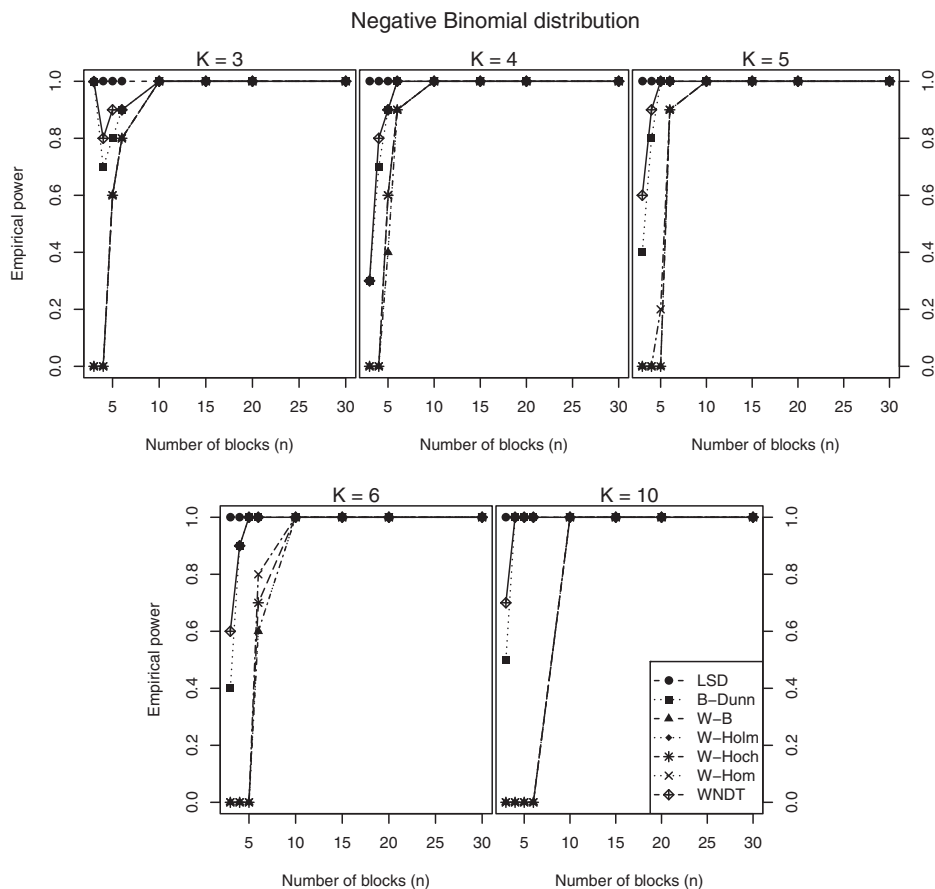 Negative Binomial distribution
K = 3
K = 4
K = 5
Empirical power
0.0 0.2 0.4 0.6 0.8 1.0
0.0 0.2 0.4 0.6 0.8 1.0
5 10 15 20 25 30
5 10 15 20 25 30
5 10 15 20 25 30
Number of blocks (n)
Number of blocks (n)
Number of blocks (n)
K = 6
K = 10
Empirical power
0.0 0.2 0.4 0.6 0.8 1.0
0.0 0.2 0.4 0.6 0.8 1.0
LSD
B−Dunn
W−B
W−Holm
W−Hoch
W−Hom
WNDT
5 10 15 20 25 30
5 10 15 20 25 30
Number of blocks (n)
Number of blocks (n)